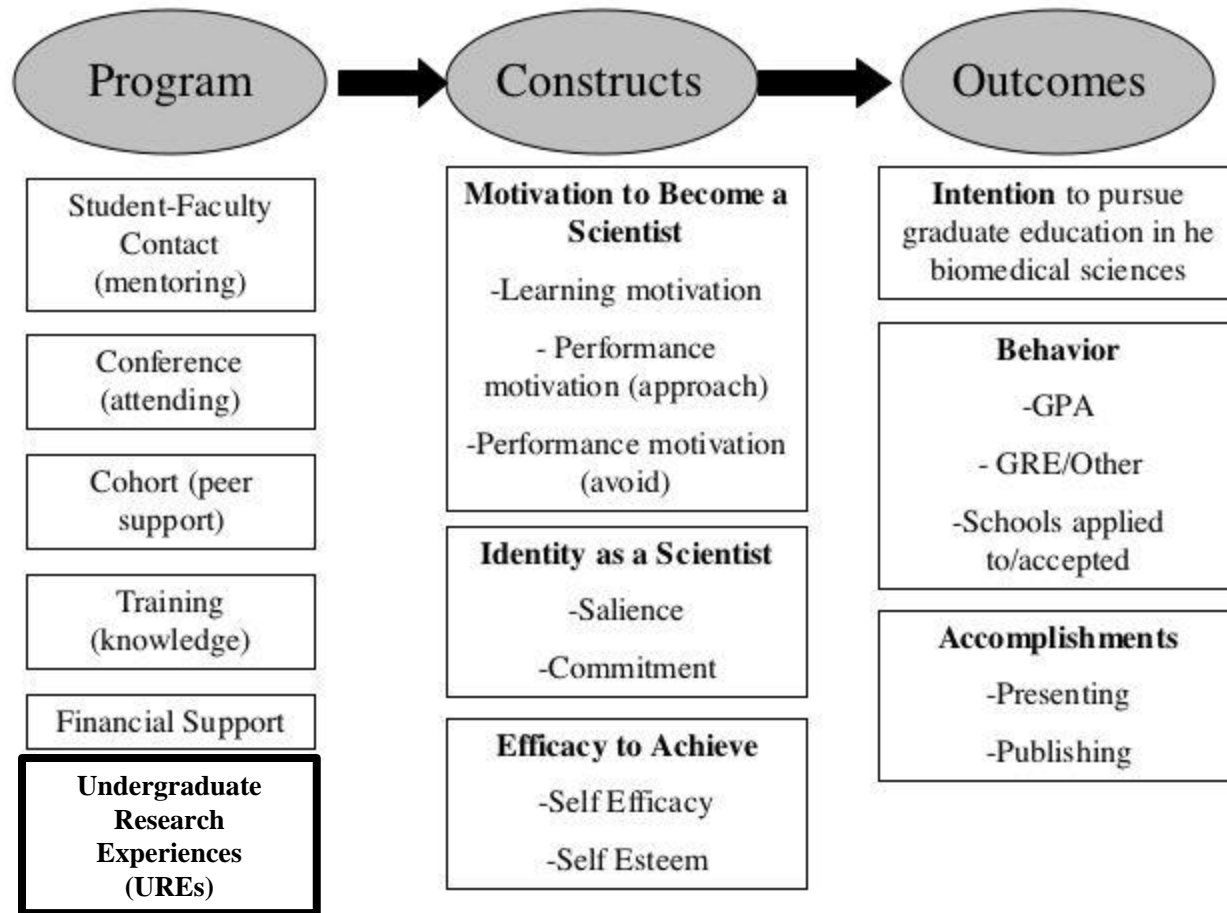 Program
Student-Faculty
Contact
(mentoring)
Conference
(attending)
Cohort (peer
support)
Training
(knowledge)
Financial Support
Undergraduate
Research
Experiences
(UREs)
Constructs
Motivation to Become a
Scientist
-Learning motivation
- Performance
motivation (approach)
-Performance motivation
(avoid)
Identity as a Scientist
-Salience
-Commitment
Efficacy to Achieve
-Self Efficacy
-Self Esteem
Outcomes
Intention to pursue
graduate education in he
biomedical sciences
Behavior
-GPA
- GRE/Other
-Schools applied
to/accepted
Accomplishments
-Presenting
-Publishing